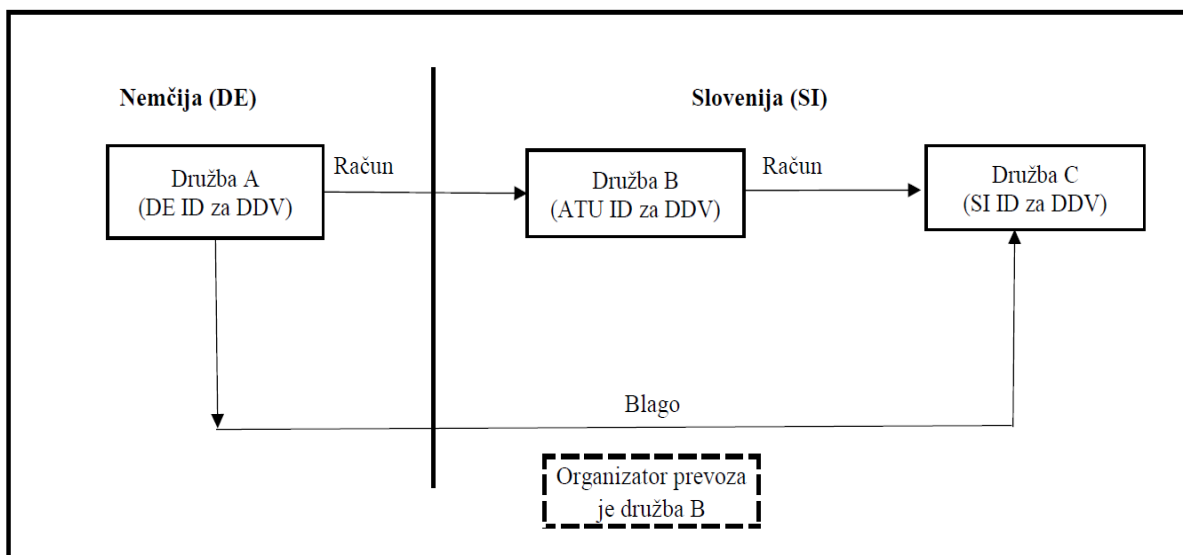 Nemčija (DE)
Slovenija (SI)
Družba A
(DE ID za DDV)
Račun
Družba B
(ATU ID za DDV)
Račun
Družba C
(SI ID za DDV)
Blago
Organizator prevoza
je družba B